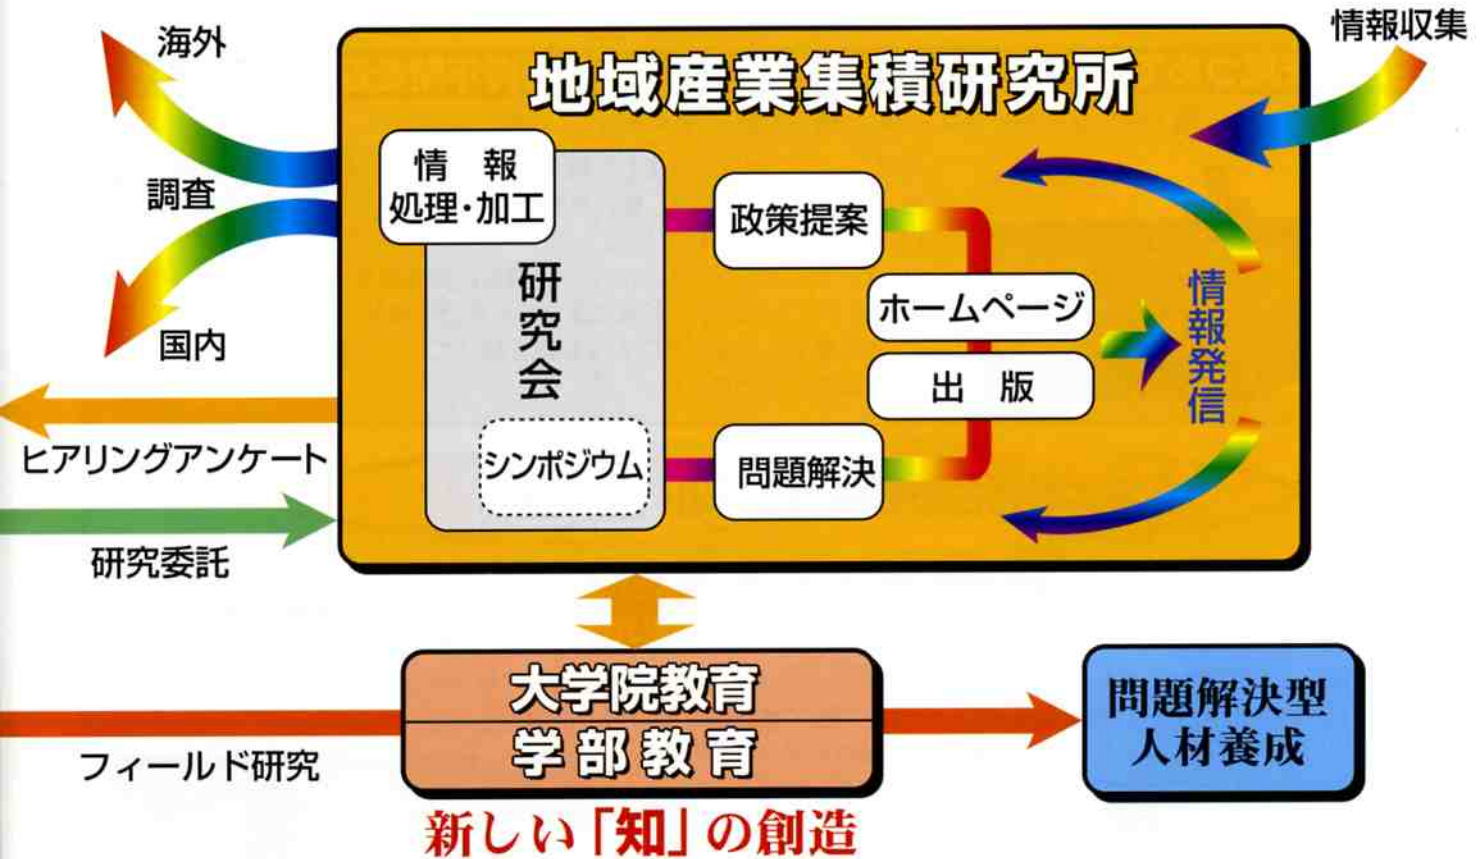 情報収集
海外
地域産業集積研究所
情　報
処理・加工
調査
政策提案
研究会
ホームページ
情報発信
国内
出　版
ヒアリングアンケート
シンポジウム
問題解決
研究委託
大学院教育
学部教育
問題解決型
人材養成
フィールド研究
新しい「知」の創造